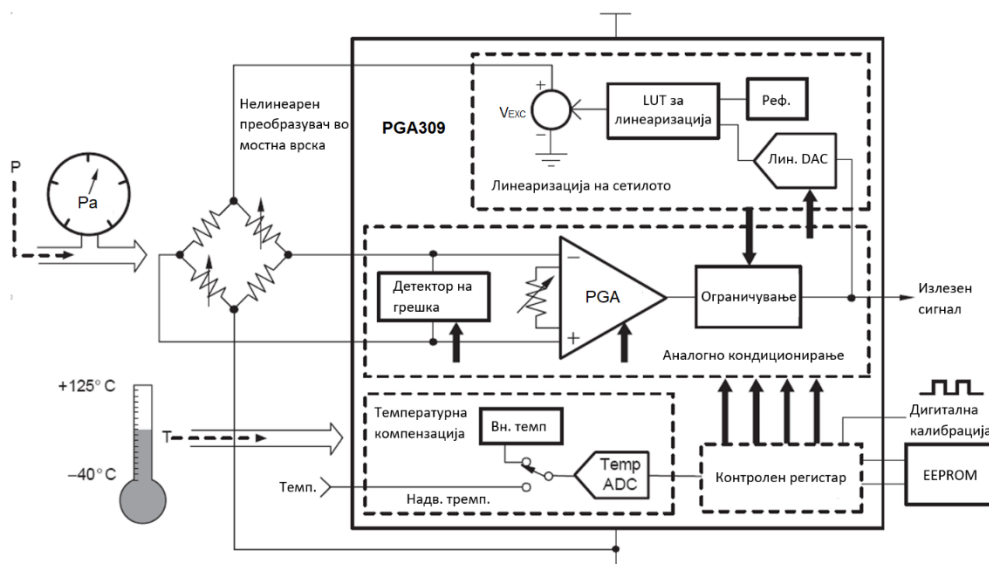 Нелинеарен
преобразувач во
мостна врска
PGA309
+
VEXC
−
LUT за
линеаризација
Реф.
Лин. DAC
Линеаризација на сетилото
P
Pa
Детектор на
грешка
−
PGA
+
Ограничување
Излезен
сигнал
Аналогно кондиционирање
+125° C
T
−40° C
Температурна
компензација
Вн. темп
Temp
ADC
Темп.
Надв. тремп.
Контролен регистар
Дигитална
калибрација
EEPROM